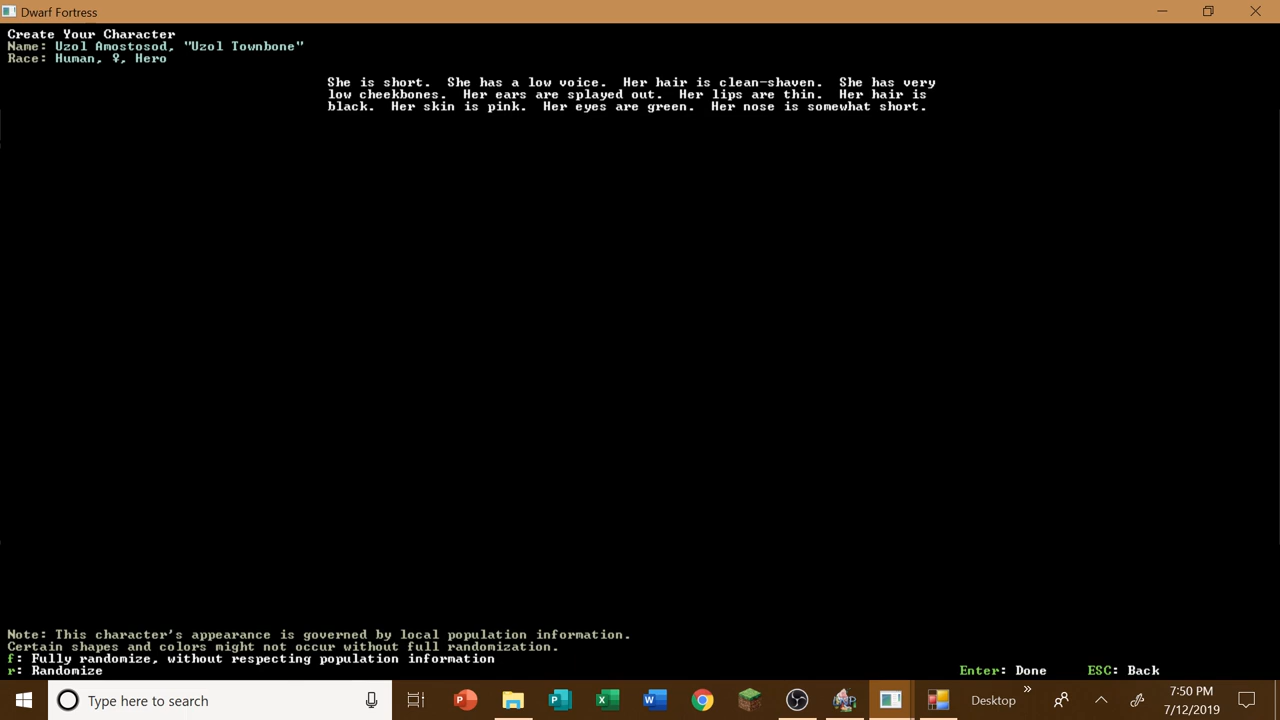 Dwarf Fortress
Create Your Character
Name: Uzol Amostosod, "Uzol Townbone"
Race: Human, ♀, Hero
She is short.  She has a low voice.  Her hair is clean-shaven.  She has very
low cheekbones.  Her ears are splayed out.  Her lips are thin.  Her hair is
black.  Her skin is pink.  Her eyes are green.  Her nose is somewhat short.
Note: This character's appearance is governed by local population information.
Certain shapes and colors might not occur without full randomization.
f: Fully randomize, without respecting population information
r: Randomize
Enter: Done
ESC: Back
Type here to search
Desktop
7:50 PM
7/12/2019